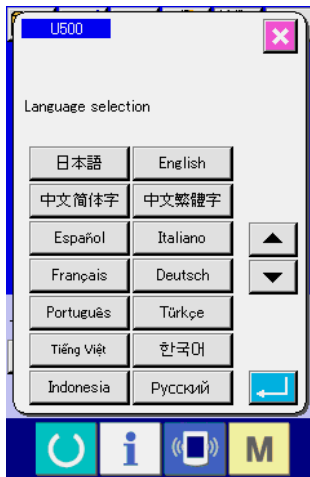 U500
Language selection
日本語 English
中文简体字 中文繁體字
Español Italiano
Français Deutsch
Português Türkçe
Tiếng Việt 한국어
Indonesia Русский
i M